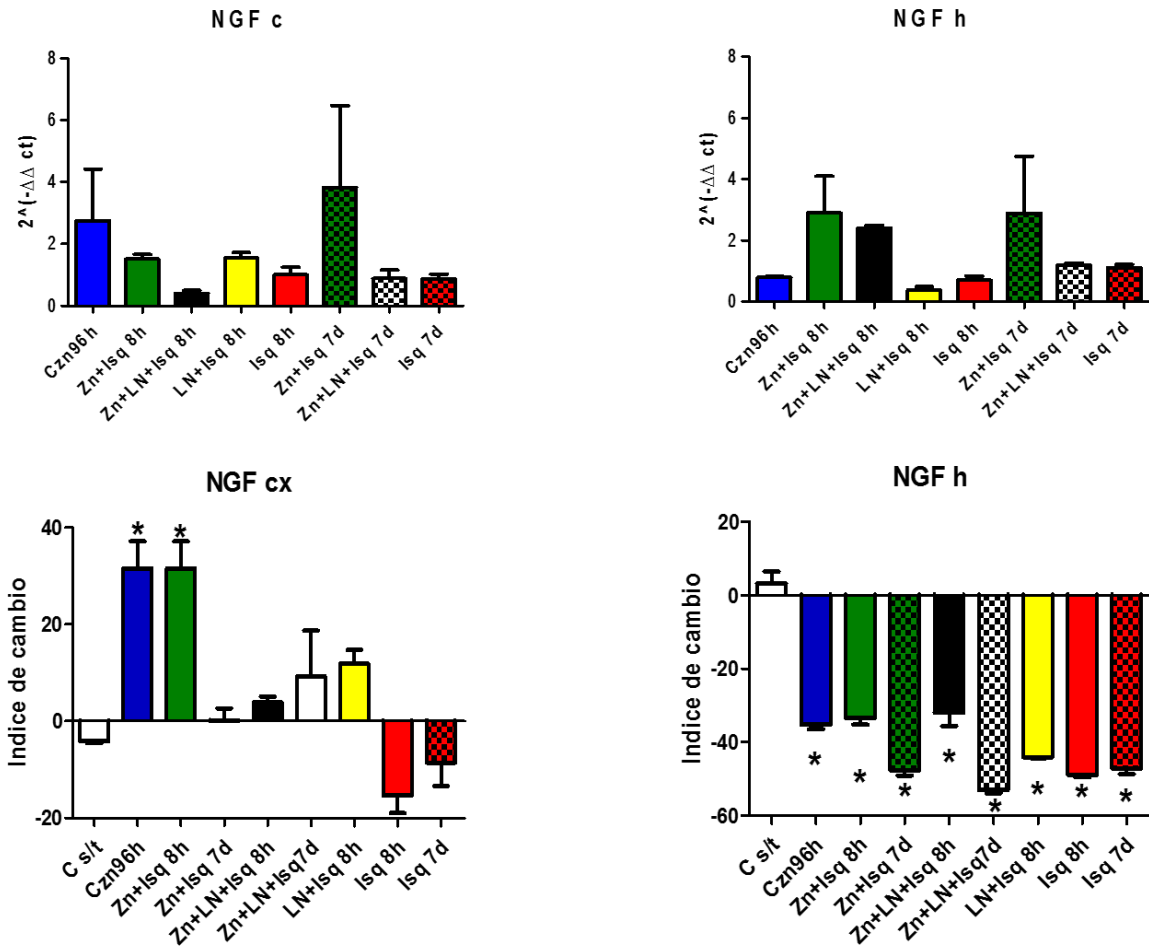 NGF c
2^(-ΔΔ ct)
8
6
4
2
0
Czn96h
Zn+Isq 8h
Zn+LN+Isq 8h
LN+Isq 8h
Isq 8h
Zn+Isq 7d
Zn+LN+Isq 7d
Isq 7d
NGF h
2^(-ΔΔ ct)
8
6
4
2
0
Czn96h
Zn+Isq 8h
Zn+LN+Isq 8h
LN+Isq 8h
Isq 8h
Zn+Isq 7d
Zn+LN+Isq 7d
Isq 7d
NGF cx
Indice de cambio
40
20
0
-20
* *
C s/t
Czn96h
Zn+Isq 8h
Zn+Isq 7d
Zn+LN+Isq 8h
Zn+LN+Isq7d
LN+Isq 8h
Isq 8h
Isq 7d
NGF h
Indice de cambio
20
0
-20
-40
-60
* * * * * * * *
C s/t
Czn96h
Zn+Isq 8h
Zn+Isq 7d
Zn+LN+Isq 8h
Zn+LN+Isq7d
LN+Isq 8h
Isq 8h
Isq 7d